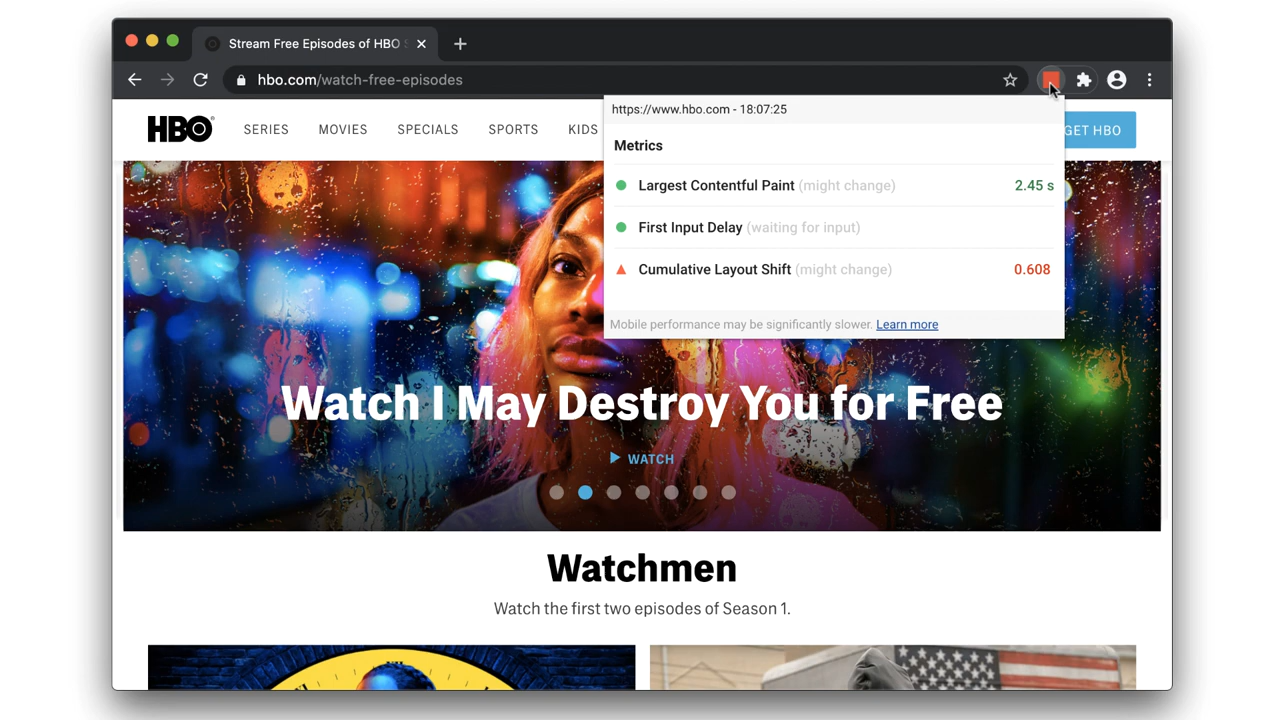 Stream Free Episodes of HBO
hbo.com/watch-free-episodes
https://www.hbo.com - 18:07:25
HBO®
SERIES
MOVIES
SPECIALS
SPORTS
KIDS
GET HBO
Metrics
Largest Contentful Paint (might change) 2.45 s
First Input Delay (waiting for input)
Cumulative Layout Shift (might change) 0.608
Mobile performance may be significantly slower. Learn more
Watch I May Destroy You for Free
WATCH
Watchmen
Watch the first two episodes of Season 1.